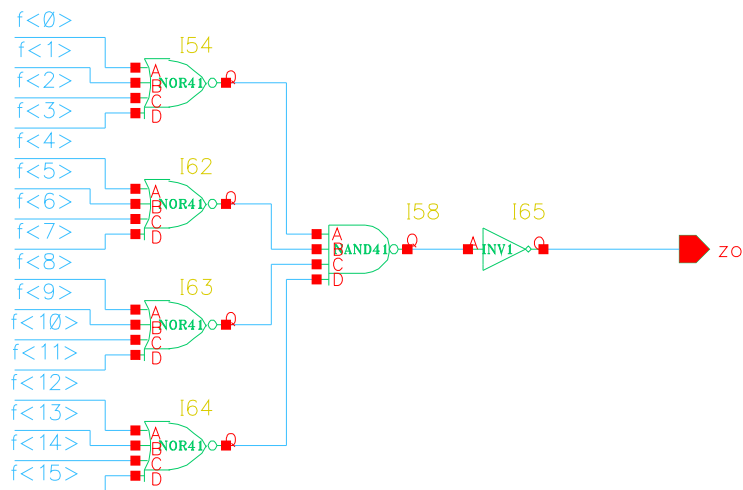 f<0>
f<1>
f<2>
f<3>
I54
A
B
C
D
NOR41
Q
f<4>
f<5>
f<6>
f<7>
I62
A
B
C
D
NOR41
Q
f<8>
f<9>
f<10>
f<11>
I63
A
B
C
D
NOR41
Q
f<12>
f<13>
f<14>
f<15>
I64
A
B
C
D
NOR41
Q
I58
A
B
C
D
NAND41
Q
I65
A
INV1
Q
zo